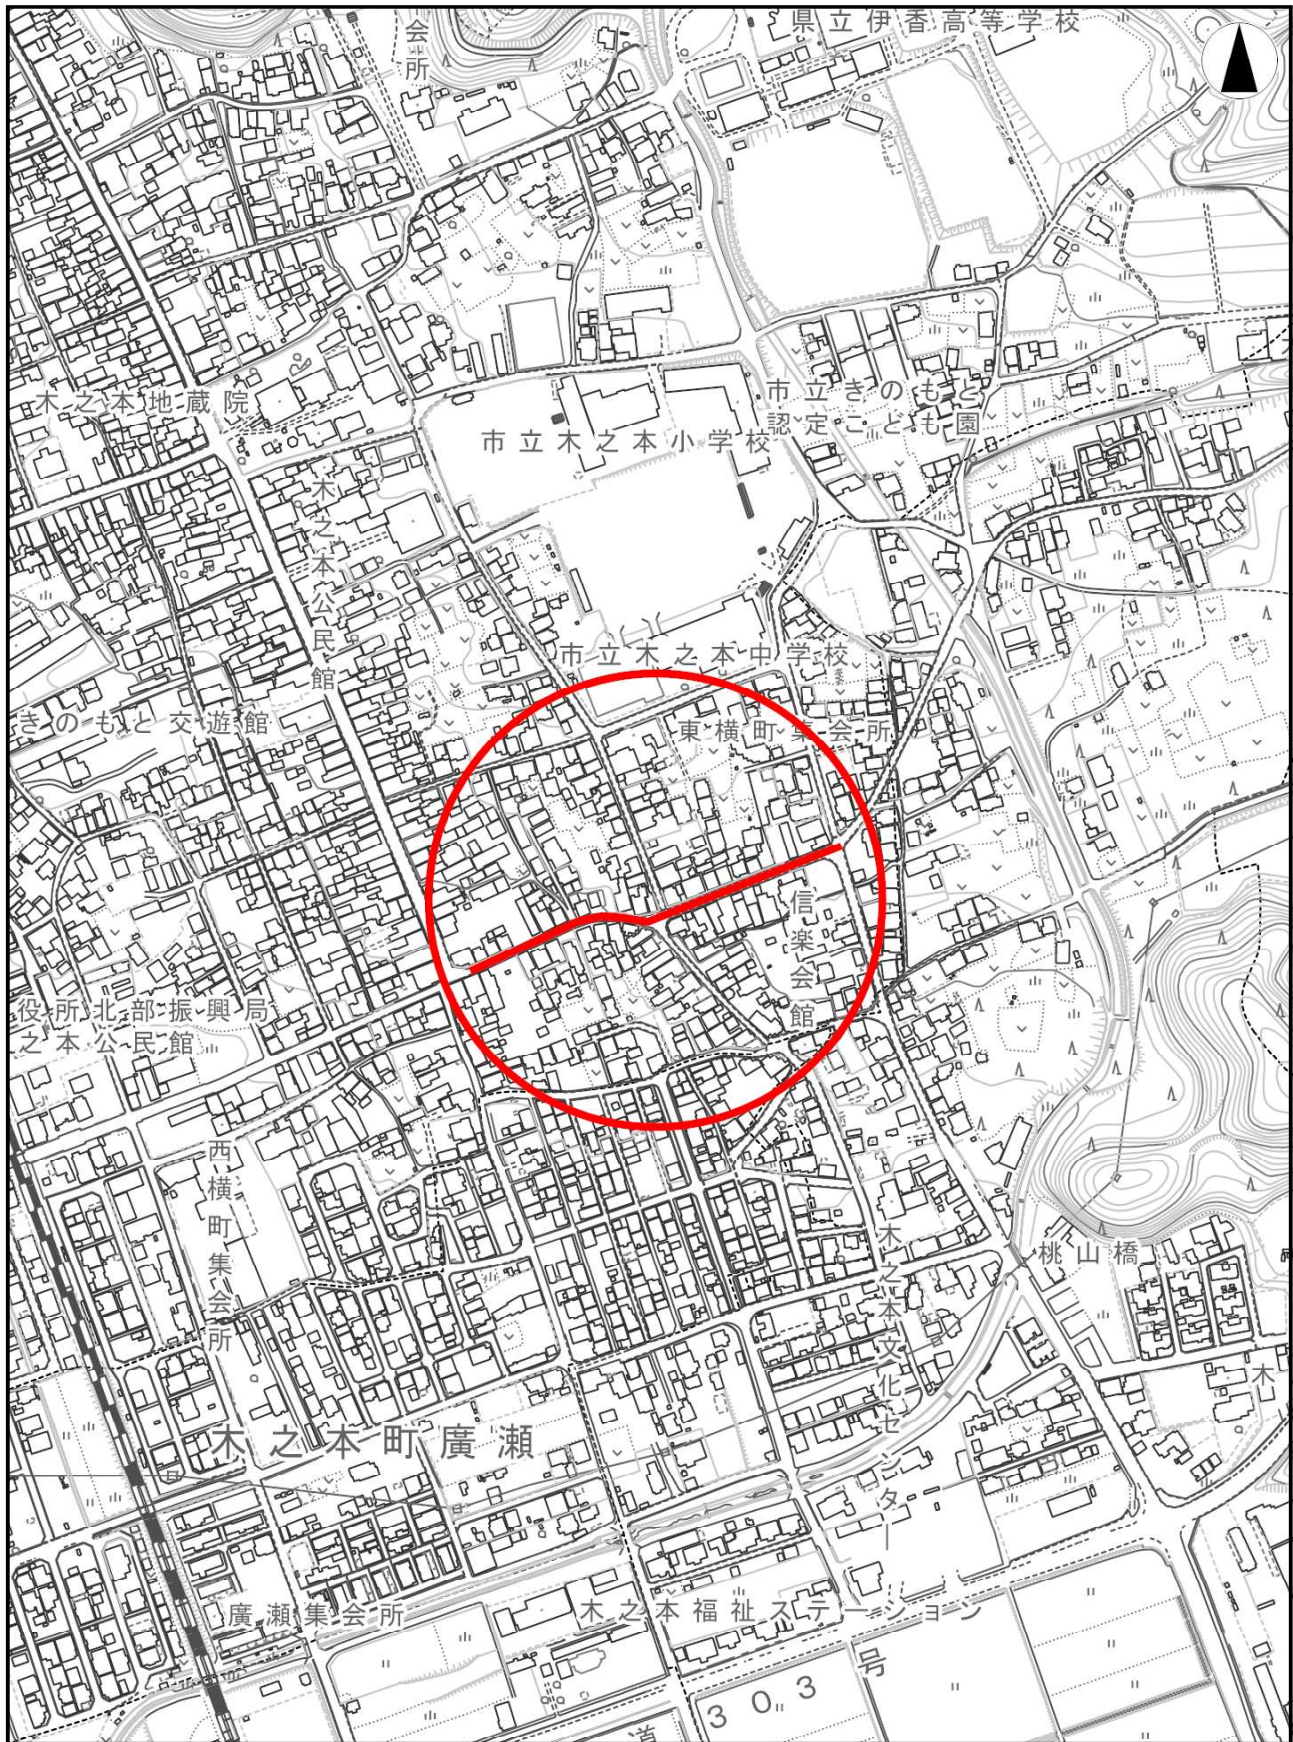 会所
県立伊香高等学校
木之本地蔵院
市立きのもと
認定こども園
市立木之本小学校
木之本公民館
市立木之本中学校
きのもと交遊館
東横町集会所
信楽会館
役所北部振興局
之本公民館
西横町集会所
木之本文化センター
桃山橋
木
木之本町廣瀬
廣瀬集会所
木之本福祉ステーション
道
303号